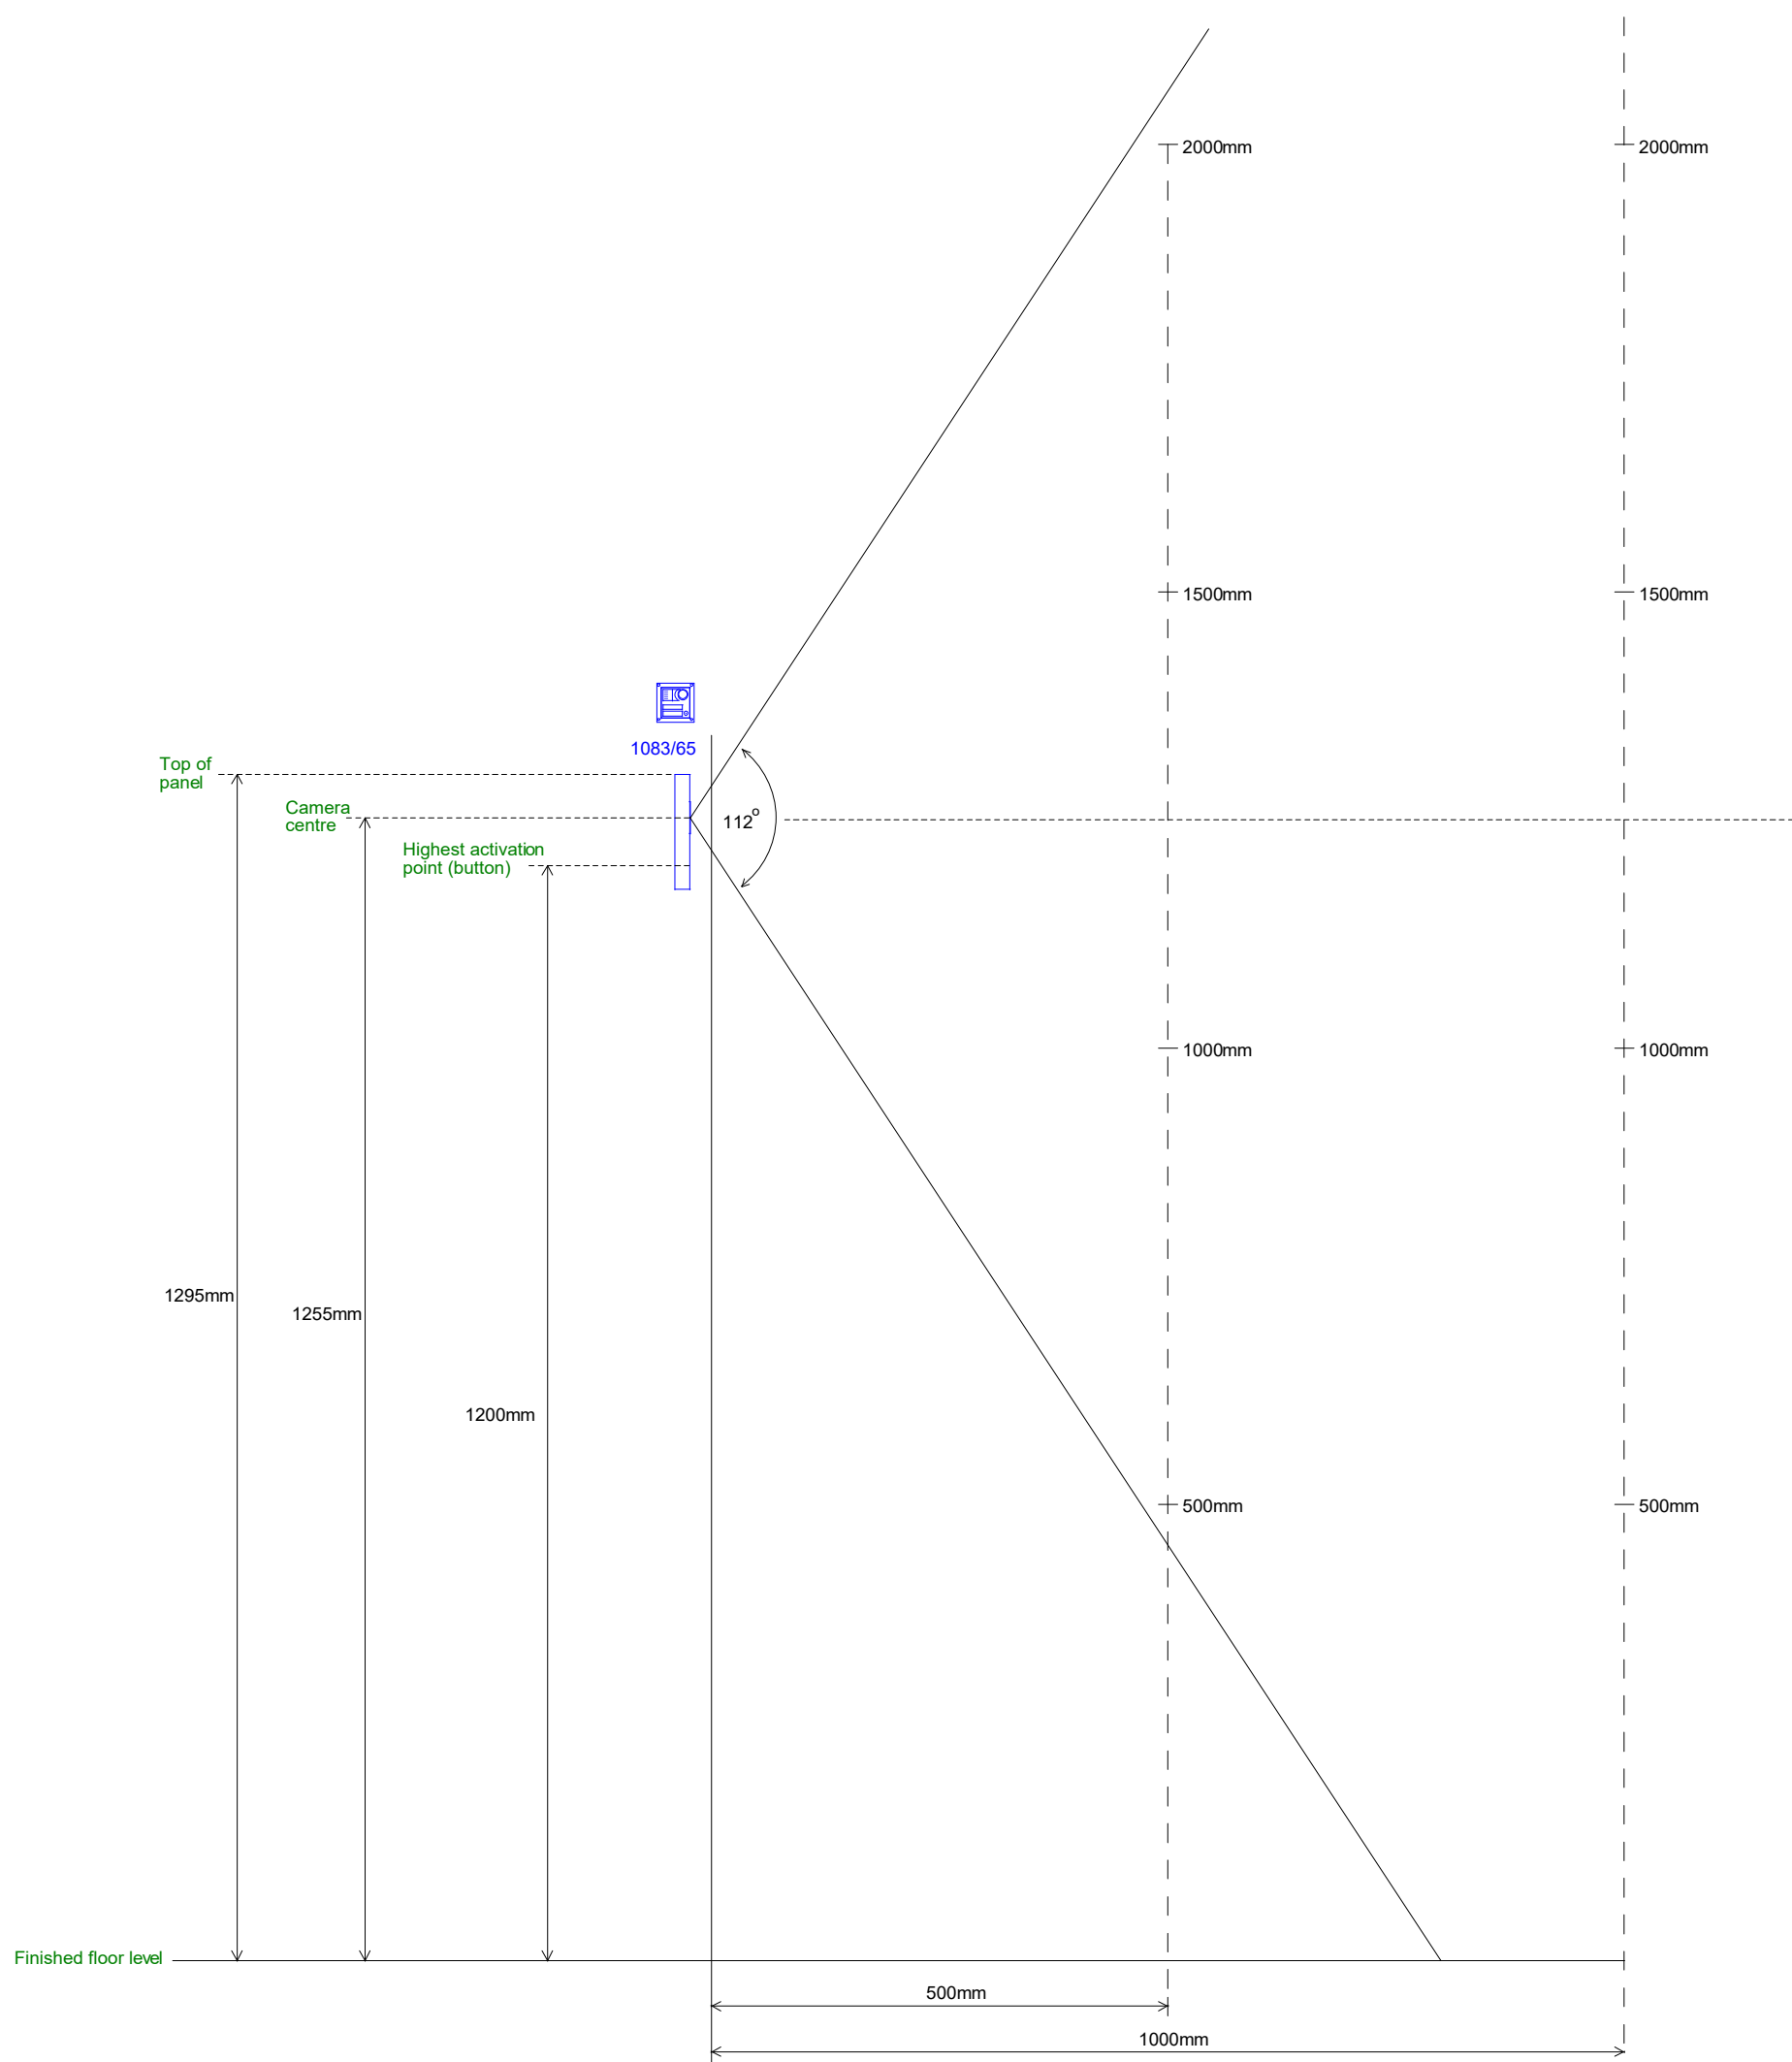 2000mm
2000mm
1500mm
1500mm
1083/65
Top of
panel
Camera
centre
112°
Highest activation
point (button)
1000mm
1000mm
1295mm
1255mm
1200mm
500mm
500mm
Finished floor level
500mm
1000mm